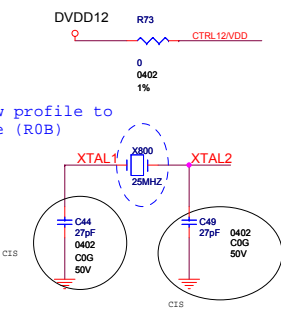 DVDD12
R73
CTRL12/VDD
0
0402
1%
profile to
(R0B)
XTAL1
X800
XTAL2
25MHZ
C44
27pF
0402
C0G
50V
CIS
C49
27pF
0402
C0G
50V
CIS